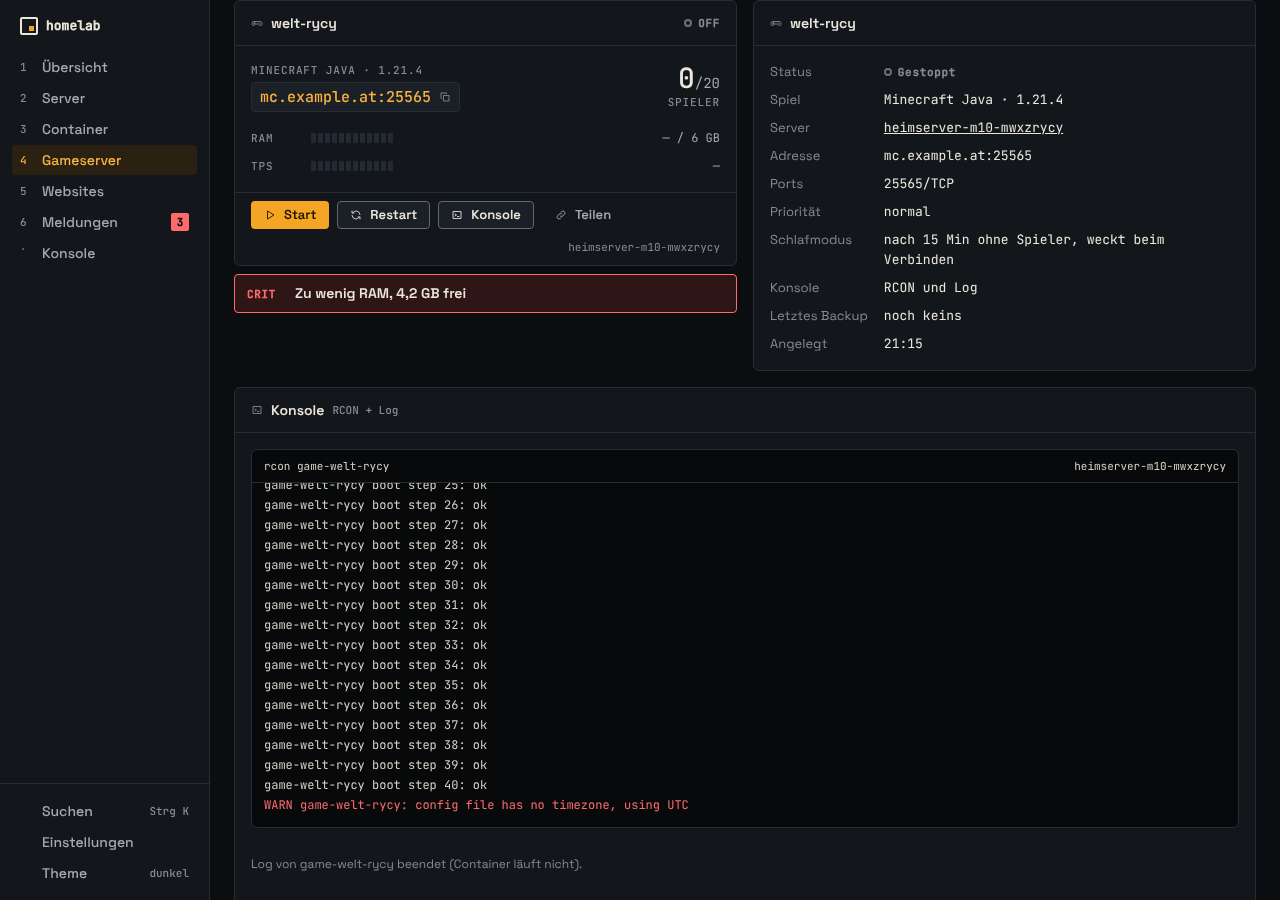 homelab
1 Übersicht
2 Server
3 Container
4 Gameserver
5 Websites
6 Meldungen 3
` Konsole
Suchen Strg K
Einstellungen
Theme dunkel
welt-rycy OFF
MINECRAFT JAVA · 1.21.4
mc.example.at:25565
0/20
SPIELER
RAM — / 6 GB
TPS —
Start Restart Konsole Teilen
heimserver-m10-mwxzrycy
CRIT Zu wenig RAM, 4,2 GB frei
welt-rycy
Status Gestoppt
Spiel Minecraft Java · 1.21.4
Server heimserver-m10-mwxzrycy
Adresse mc.example.at:25565
Ports 25565/TCP
Priorität normal
Schlafmodus nach 15 Min ohne Spieler, weckt beim
Verbinden
Konsole RCON und Log
Letztes Backup noch keins
Angelegt 21:15
Konsole RCON + Log
rcon game-welt-rycy heimserver-m10-mwxzrycy
game-welt-rycy boot step 25: ok
game-welt-rycy boot step 26: ok
game-welt-rycy boot step 27: ok
game-welt-rycy boot step 28: ok
game-welt-rycy boot step 29: ok
game-welt-rycy boot step 30: ok
game-welt-rycy boot step 31: ok
game-welt-rycy boot step 32: ok
game-welt-rycy boot step 33: ok
game-welt-rycy boot step 34: ok
game-welt-rycy boot step 35: ok
game-welt-rycy boot step 36: ok
game-welt-rycy boot step 37: ok
game-welt-rycy boot step 38: ok
game-welt-rycy boot step 39: ok
game-welt-rycy boot step 40: ok
WARN game-welt-rycy: config file has no timezone, using UTC
Log von game-welt-rycy beendet (Container läuft nicht).